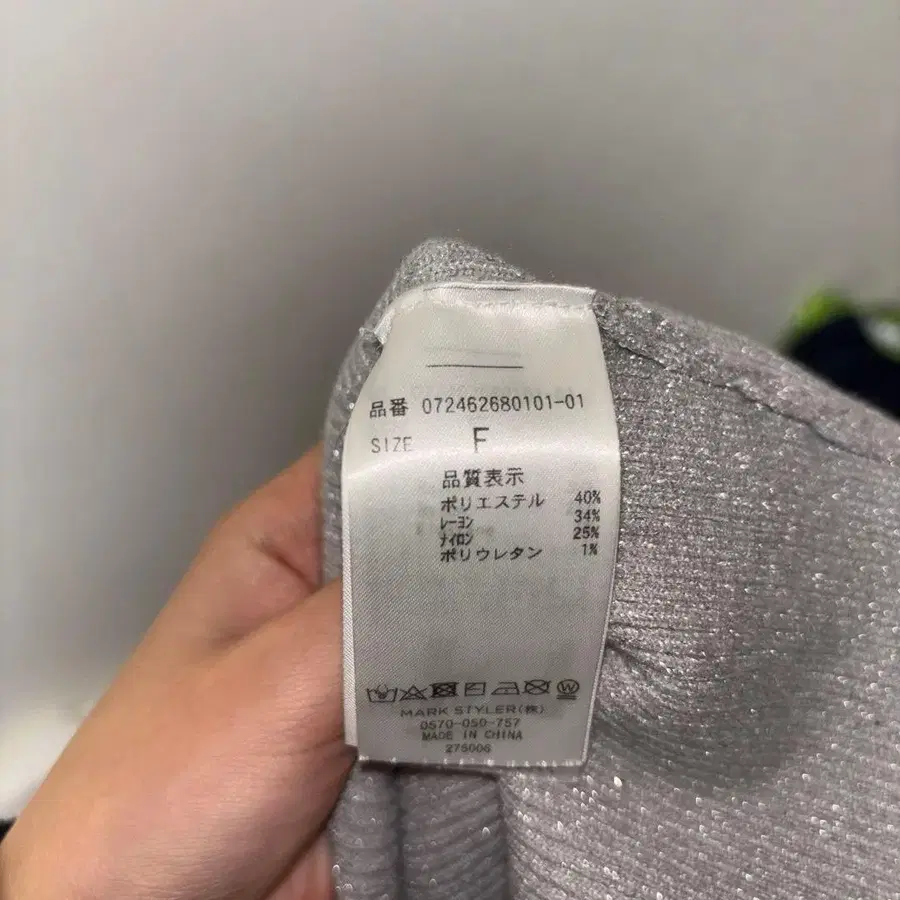 品番 072462680101-01
SIZE F
品質表示
ポリエステル 40%
レーヨン 34%
ナイロン 25%
ポリウレタン 1%
MARK STYLER(株)
0570-050-757
MADE IN CHINA
275006